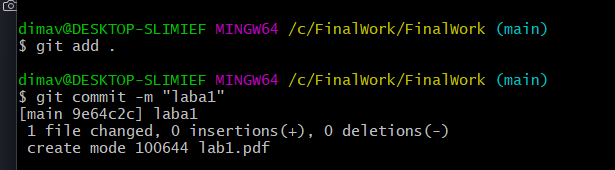 dimav@DESKTOP-SLIMIEF MINGW64 /c/FinalWork/FinalWork (main)
$ git add .
dimav@DESKTOP-SLIMIEF MINGW64 /c/FinalWork/FinalWork (main)
$ git commit -m "laba1"
[main 9e64c2c] laba1
 1 file changed, 0 insertions(+), 0 deletions(-)
 create mode 100644 lab1.pdf